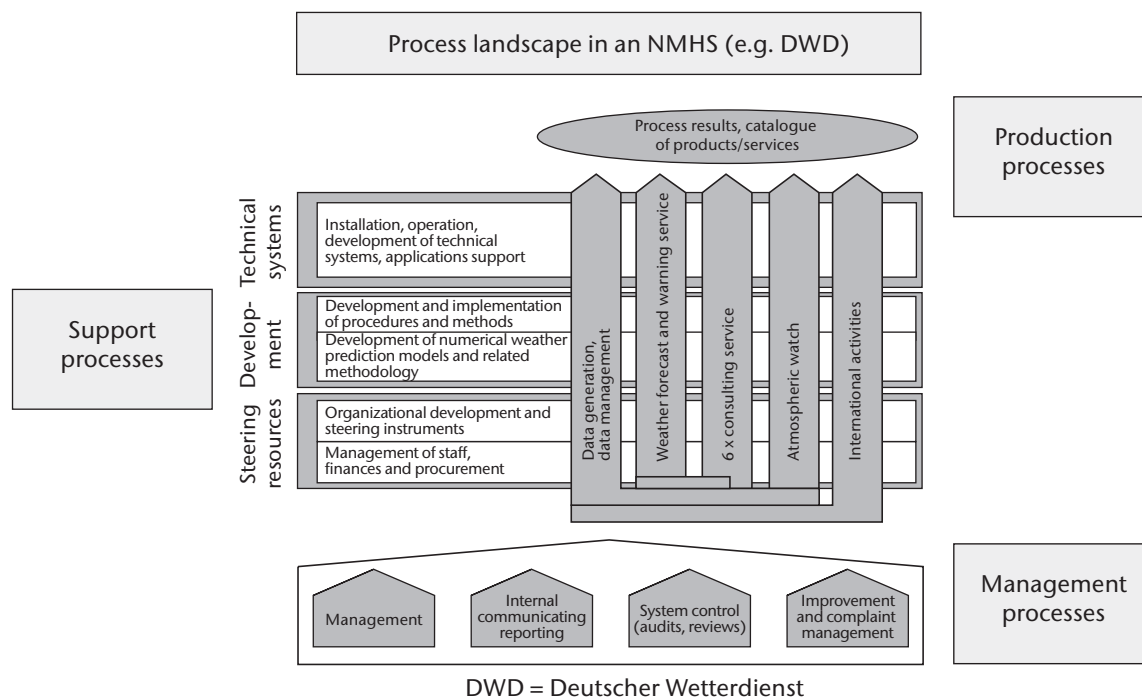 Process landscape in an NMHS (e.g. DWD)
Process results, catalogue
of products/services
Production
processes
Technical
systems
Installation, operation,
development of technical
systems, applications support
Support
processes
Develop-
ment
Development and implementation
of procedures and methods
Development of numerical weather
prediction models and related
methodology
Steering
resources
Organizational development and
steering instruments
Management of staff,
finances and procurement
Data generation,
data management
Weather forecast and warning service
6 x consulting service
Atmospheric watch
International activities
Management
Internal
communicating
reporting
System control
(audits, reviews)
Improvement
and complaint
management
Management
processes
DWD = Deutscher Wetterdienst